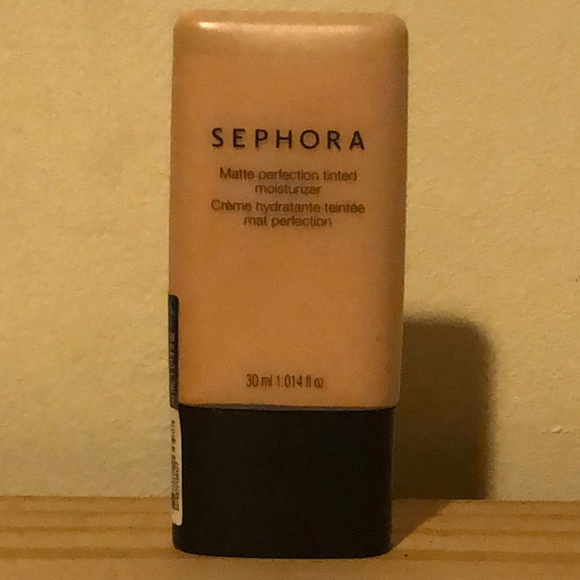 SEPHORA
Matte perfection tinted
moisturizer
Crème hydratante teintée
mat perfection
30 ml 1.014 fl oz